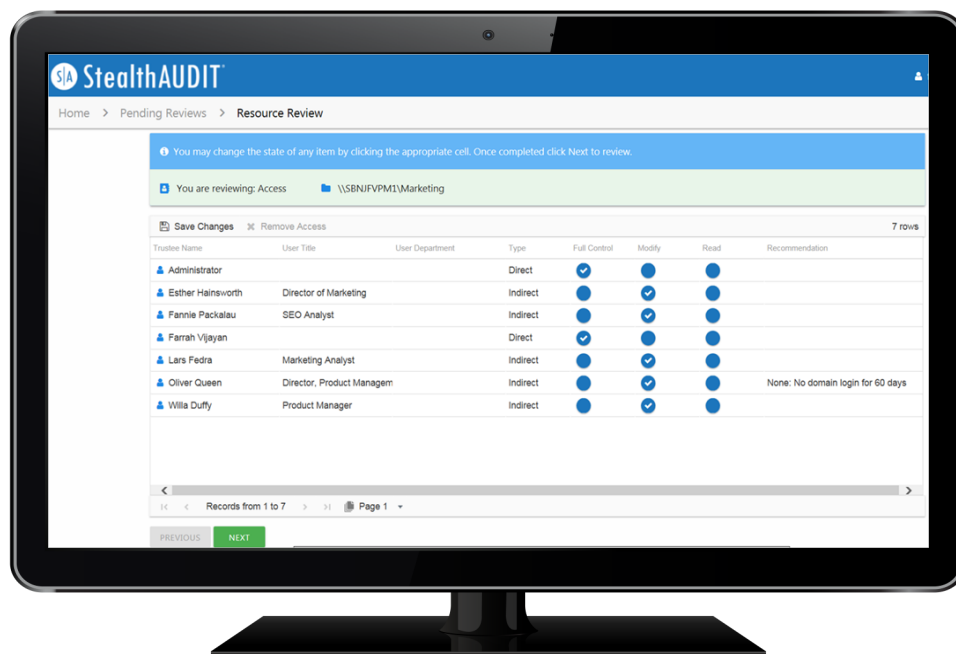 S|A StealthAUDIT
Home > Pending Reviews > Resource Review
You may change the state of any item by clicking the appropriate cell. Once completed click Next to review.
You are reviewing: Access \\SBNJFVPM1\Marketing
Save Changes Remove Access 7 rows
Trustee Name User Title User Department Type Full Control Modify Read Recommendation
Administrator Direct
Esther Hainsworth Director of Marketing Indirect
Fannie Packalau SEO Analyst Indirect
Farrah Vijayan Direct
Lars Fedra Marketing Analyst Indirect
Oliver Queen Director, Product Managem Indirect None: No domain login for 60 days
Willa Duffy Product Manager Indirect
Records from 1 to 7 Page 1
PREVIOUS NEXT